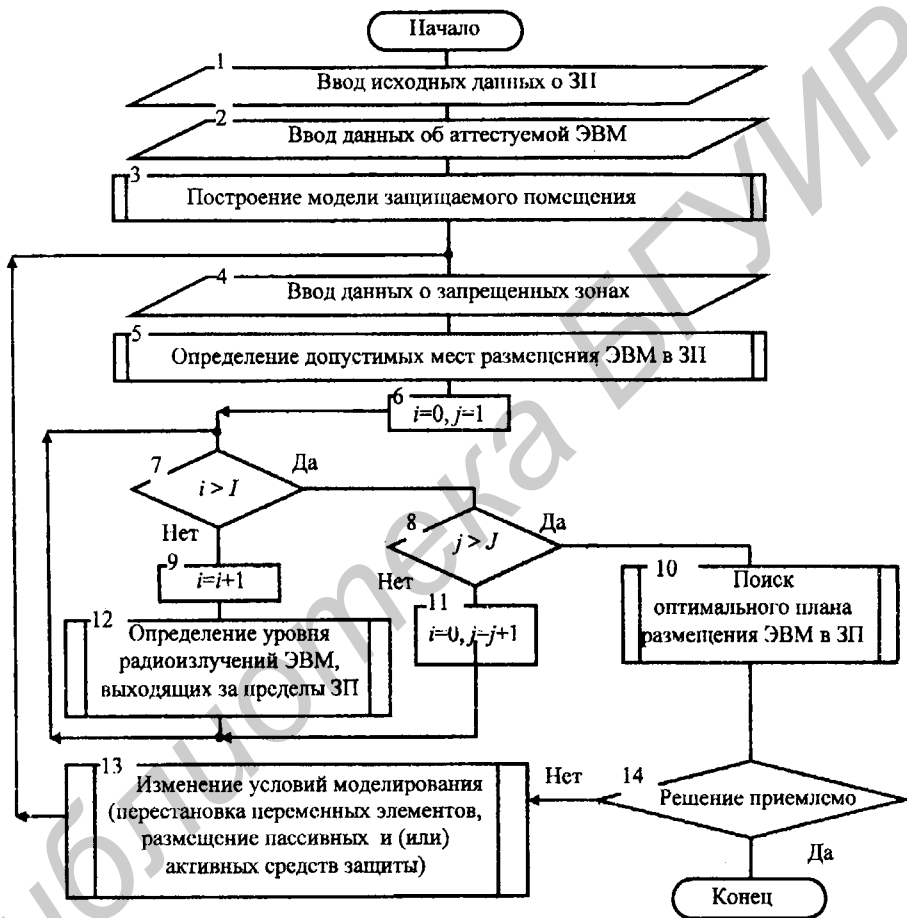 Начало
1
Ввод исходных данных о ЗП
2
Ввод данных об аттестуемой ЭВМ
3
Построение модели защищаемого помещения
4
Ввод данных о запрещенных зонах
5
Определение допустимых мест размещения ЭВМ в ЗП
6
i=0, j=1
7
i > I
Да
Нет
8
j > J
Да
Нет
9
i=i+1
10
Поиск
оптимального плана
размещения ЭВМ в ЗП
11
i=0, j=j+1
12
Определение уровня
радиоизлучений ЭВМ,
выходящих за пределы ЗП
13
Изменение условий моделирования
(перестановка переменных элементов,
размещение пассивных и (или)
активных средств защиты)
Нет
14
Решение приемлемо
Да
Конец
блиотека БГУИР